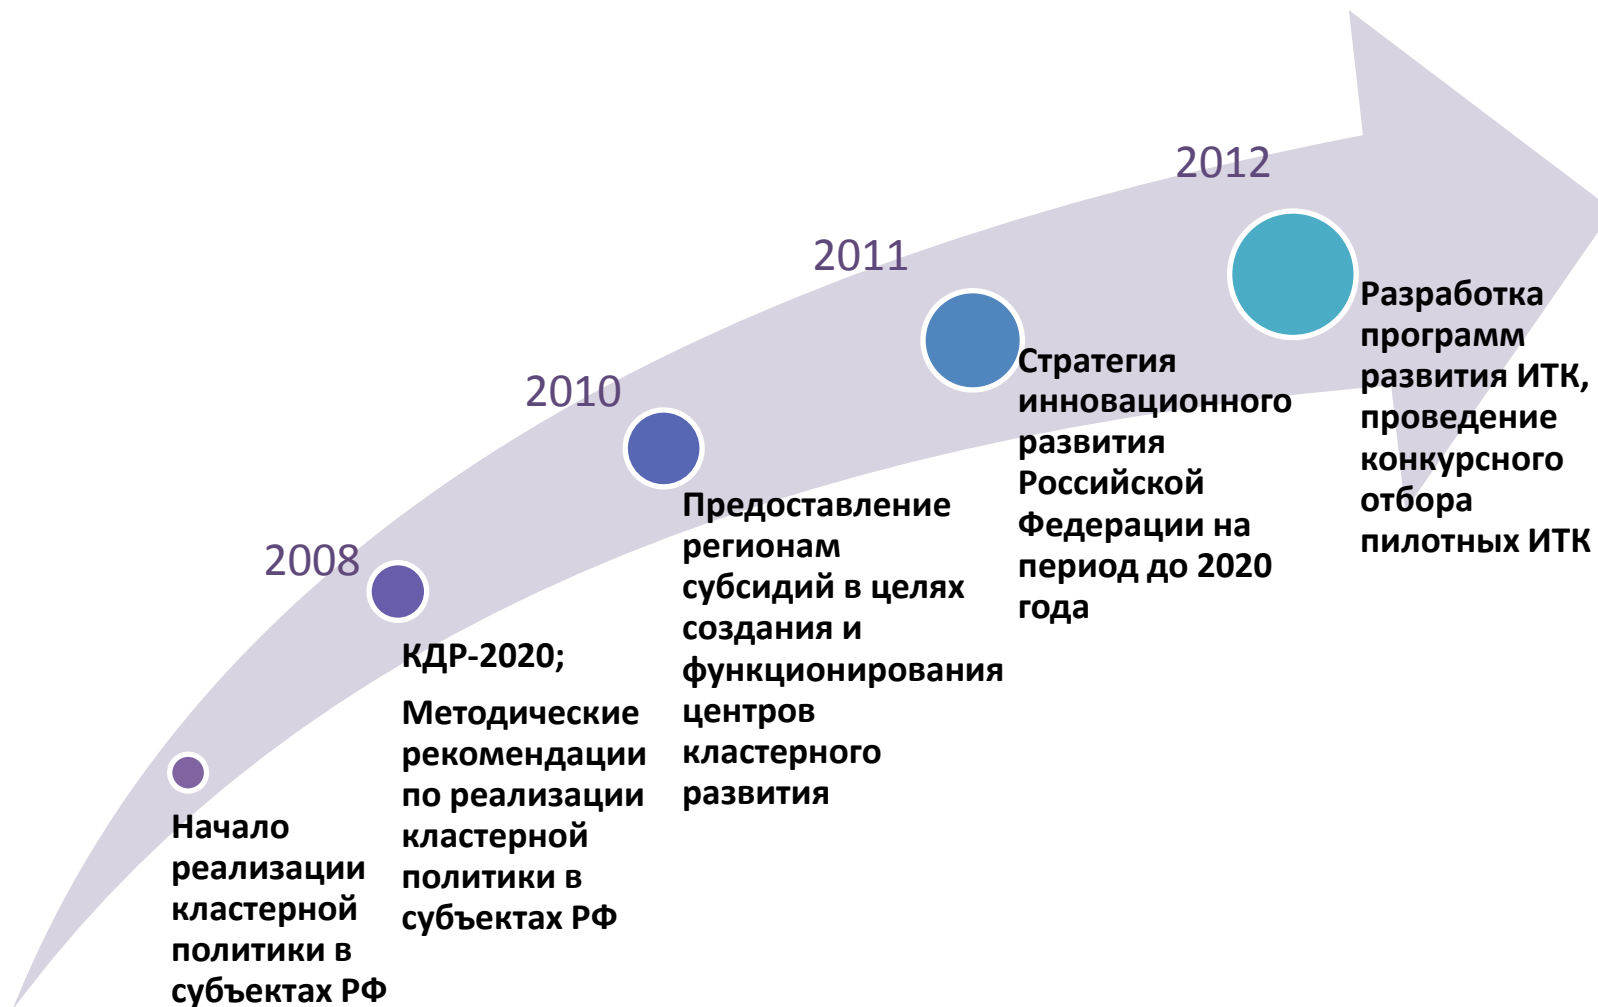 Начало
реализации
кластерной
политики в
субъектах РФ
2008
КДР-2020;
Методические
рекомендации
по реализации
кластерной
политики в
субъектах РФ
2010
Предоставление
регионам
субсидий в целях
создания и
функционирования
центров
кластерного
развития
2011
Стратегия
инновационного
развития
Российской
Федерации на
период до 2020
года
2012
Разработка
программ
развития ИТК,
проведение
конкурсного
отбора
пилотных ИТК